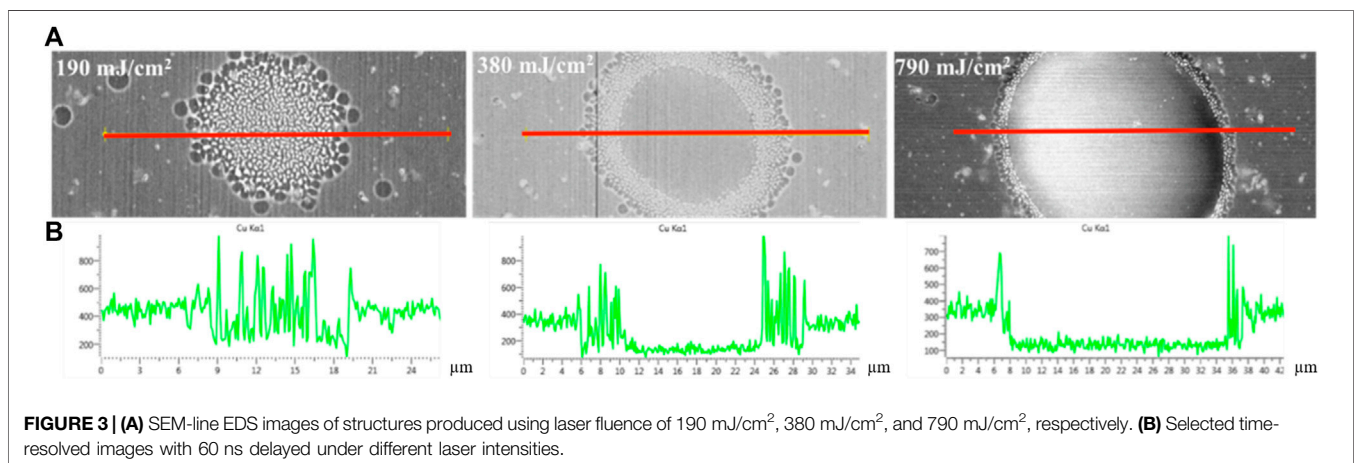 A
190 mJ/cm² 380 mJ/cm² 790 mJ/cm²
B
Cu Kα1 Cu Kα1 Cu Kα1
800
600
400
200
0 3 6 9 12 15 18 21 24 µm
800
600
400
200
0 2 4 6 8 10 12 14 16 18 20 22 24 26 28 30 32 34 µm
700
600
500
400
300
200
100
0 2 4 6 8 10 12 14 16 18 20 22 24 26 28 30 32 34 36 38 40 42 µm
FIGURE 3 | (A) SEM-line EDS images of structures produced using laser fluence of 190 mJ/cm², 380 mJ/cm², and 790 mJ/cm², respectively. (B) Selected time-
resolved images with 60 ns delayed under different laser intensities.